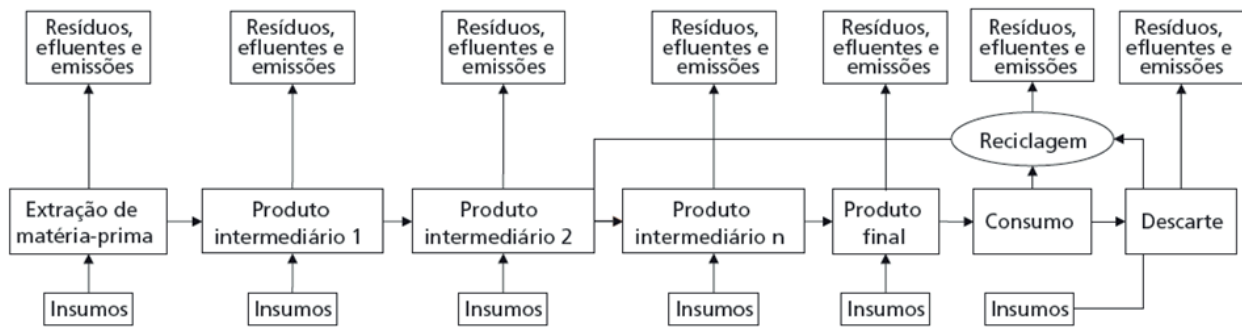 Resíduos,
efluentes e
emissões
Resíduos,
efluentes e
emissões
Resíduos,
efluentes e
emissões
Resíduos,
efluentes e
emissões
Resíduos,
efluentes e
emissões
Resíduos,
efluentes e
emissões
Resíduos,
efluentes e
emissões
Reciclagem
Extração de
matéria-prima
Produto
intermediário 1
Produto
intermediário 2
Produto
intermediário n
Produto
final
Consumo
Descarte
Insumos
Insumos
Insumos
Insumos
Insumos
Insumos